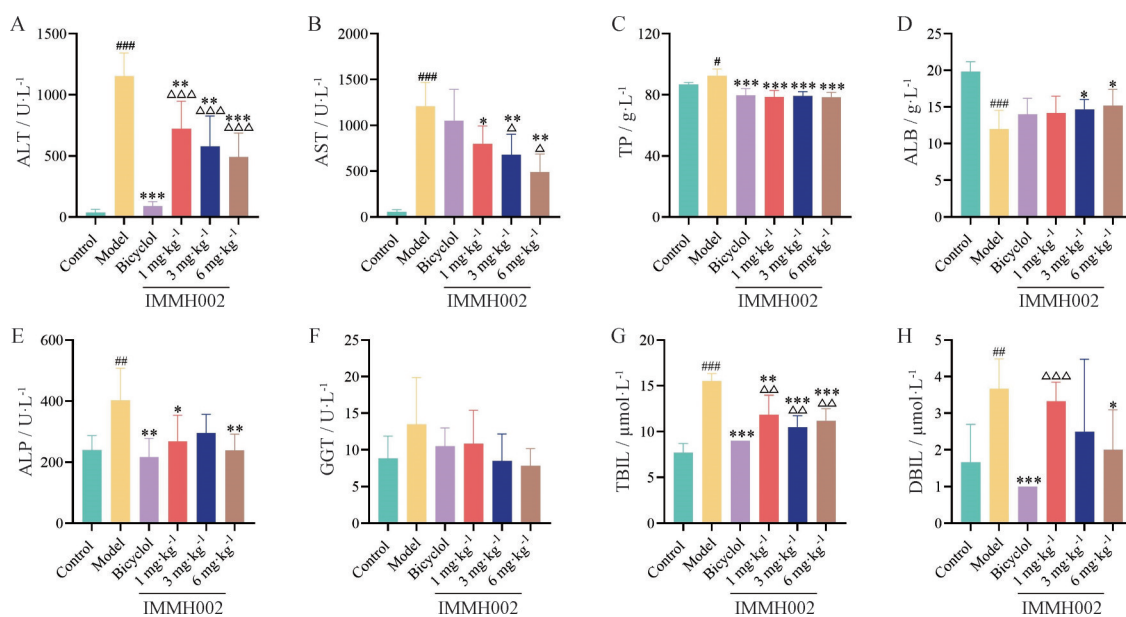 A
ALT / U·L⁻¹
1500
1000
500
0
###
***
**
△△△
**
△△△
***
△△△
Control
Model
Bicyclol
1 mg·kg⁻¹
3 mg·kg⁻¹
6 mg·kg⁻¹
IMMH002
B
AST / U·L⁻¹
2000
1500
1000
500
0
###
*
**
△
**
△
Control
Model
Bicyclol
1 mg·kg⁻¹
3 mg·kg⁻¹
6 mg·kg⁻¹
IMMH002
C
TP / g·L⁻¹
120
80
40
0
#
***
***
***
***
Control
Model
Bicyclol
1 mg·kg⁻¹
3 mg·kg⁻¹
6 mg·kg⁻¹
IMMH002
D
ALB / g·L⁻¹
25
20
15
10
5
0
###
*
*
Control
Model
Bicyclol
1 mg·kg⁻¹
3 mg·kg⁻¹
6 mg·kg⁻¹
IMMH002
E
ALP / U·L⁻¹
600
400
200
0
##
**
*
**
Control
Model
Bicyclol
1 mg·kg⁻¹
3 mg·kg⁻¹
6 mg·kg⁻¹
IMMH002
F
GGT / U·L⁻¹
25
20
15
10
5
0
Control
Model
Bicyclol
1 mg·kg⁻¹
3 mg·kg⁻¹
6 mg·kg⁻¹
IMMH002
G
TBIL / µmol·L⁻¹
20
15
10
5
0
###
***
**
△△
***
△△
***
△△
Control
Model
Bicyclol
1 mg·kg⁻¹
3 mg·kg⁻¹
6 mg·kg⁻¹
IMMH002
H
DBIL / µmol·L⁻¹
5
4
3
2
1
0
##
***
△△△
*
Control
Model
Bicyclol
1 mg·kg⁻¹
3 mg·kg⁻¹
6 mg·kg⁻¹
IMMH002